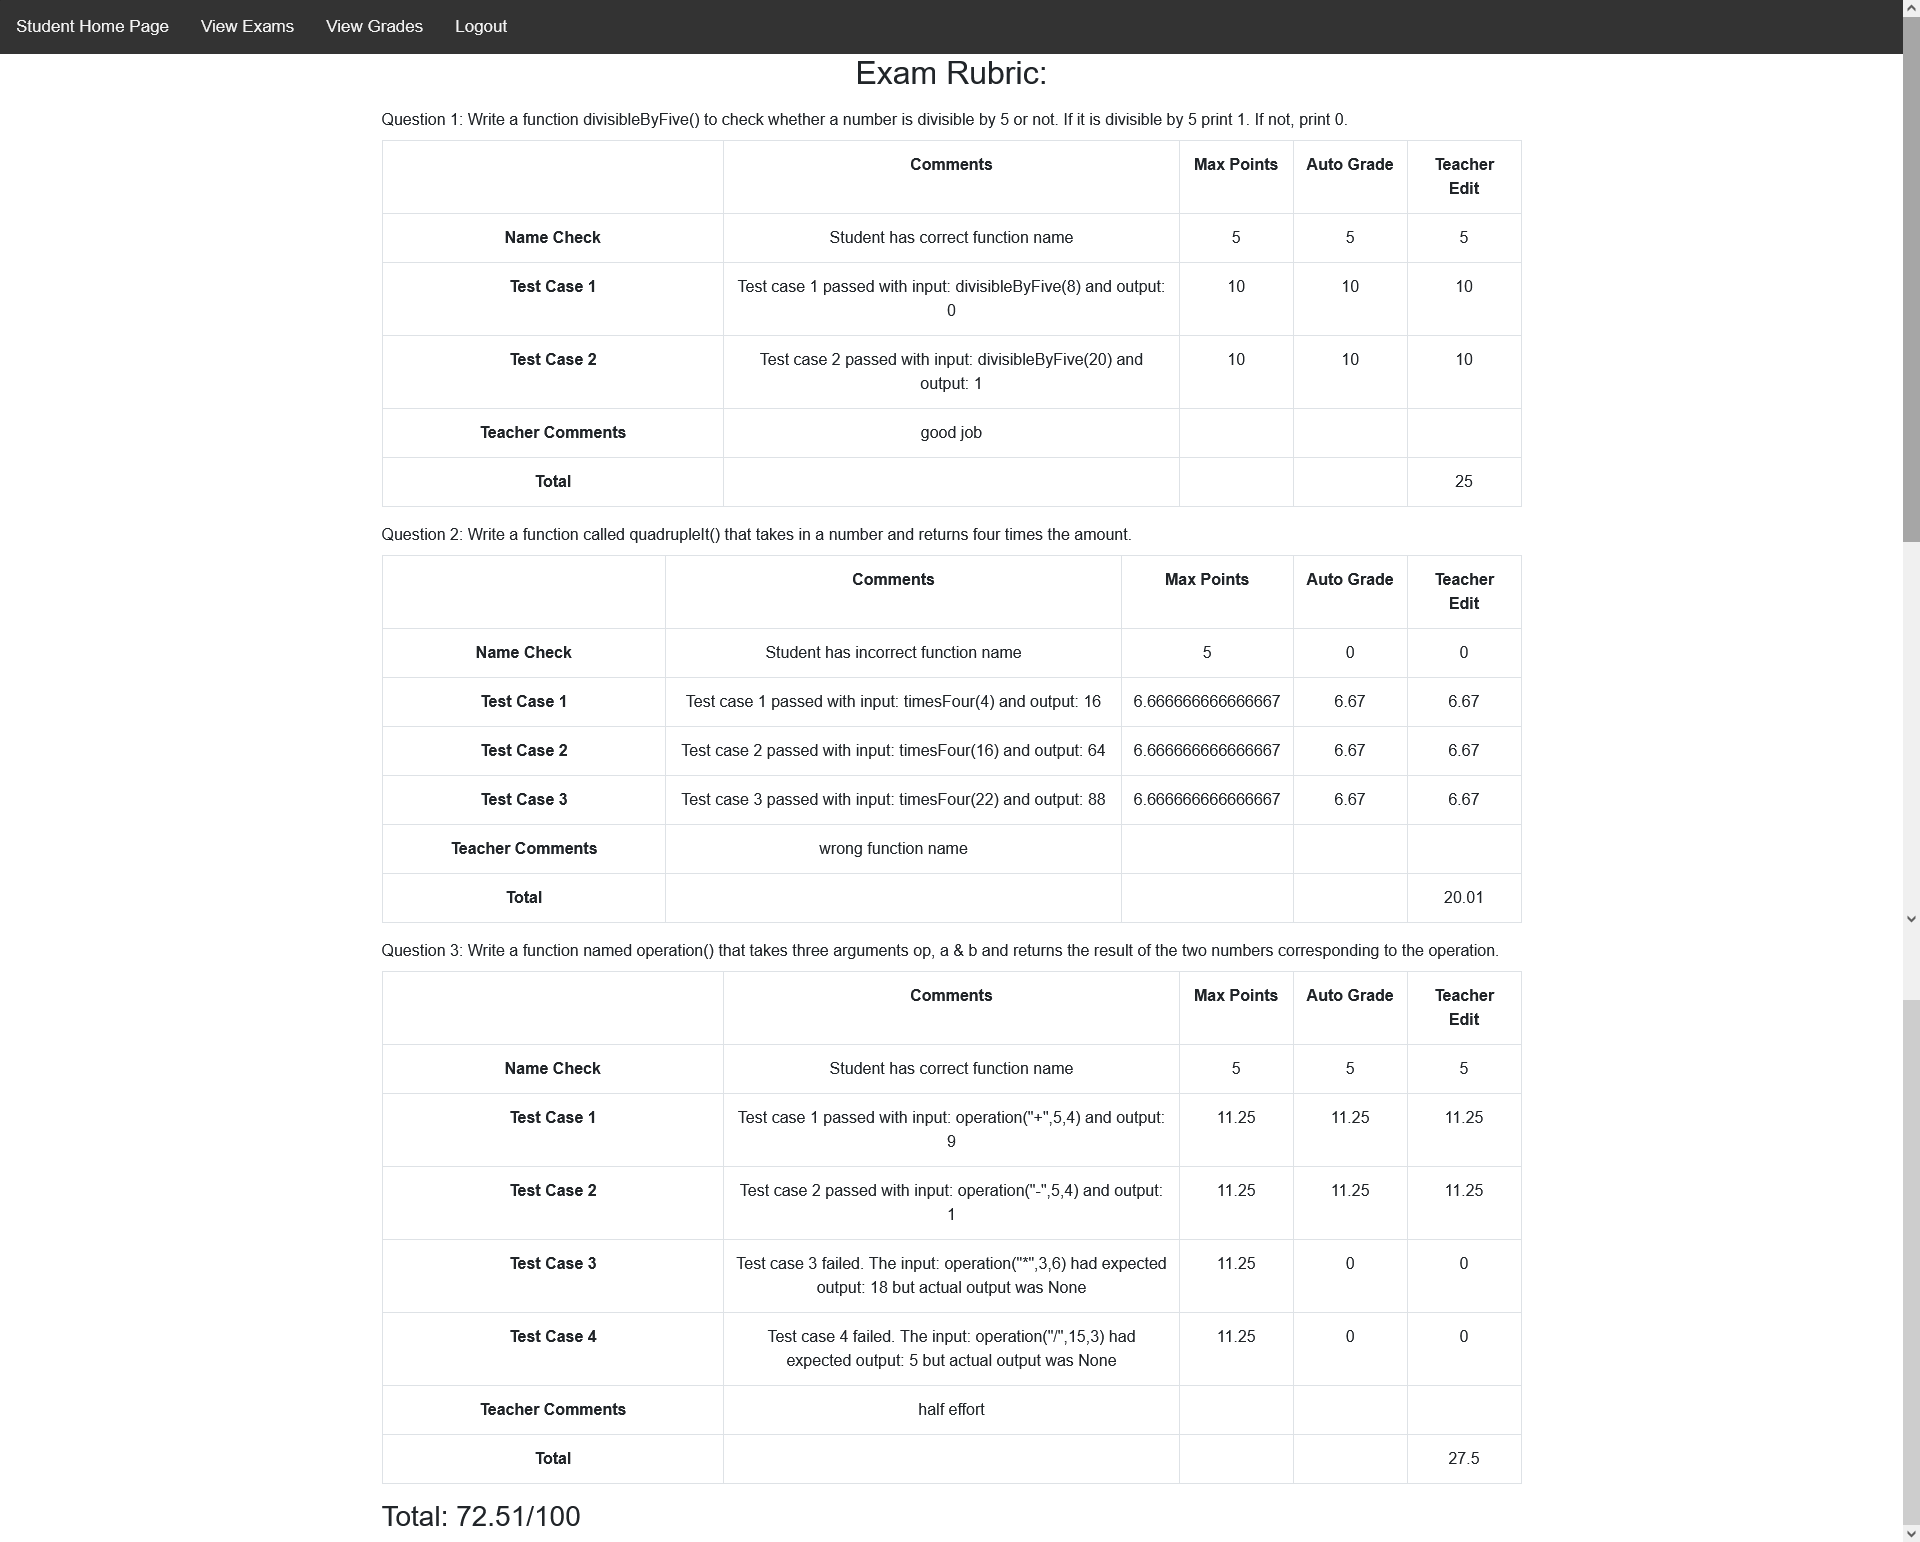 Student Home Page View Exams View Grades Logout
Exam Rubric:
Question 1: Write a function divisibleByFive() to check whether a number is divisible by 5 or not. If it is divisible by 5 print 1. If not, print 0.
Comments Max Points Auto Grade Teacher
Edit
Name Check Student has correct function name 5 5 5
Test Case 1 Test case 1 passed with input: divisibleByFive(8) and output: 10 10 10
0
Test Case 2 Test case 2 passed with input: divisibleByFive(20) and 10 10 10
output: 1
Teacher Comments good job
Total 25
Question 2: Write a function called quadrupleIt() that takes in a number and returns four times the amount.
Comments Max Points Auto Grade Teacher
Edit
Name Check Student has incorrect function name 5 0 0
Test Case 1 Test case 1 passed with input: timesFour(4) and output: 16 6.666666666666667 6.67 6.67
Test Case 2 Test case 2 passed with input: timesFour(16) and output: 64 6.666666666666667 6.67 6.67
Test Case 3 Test case 3 passed with input: timesFour(22) and output: 88 6.666666666666667 6.67 6.67
Teacher Comments wrong function name
Total 20.01
Question 3: Write a function named operation() that takes three arguments op, a & b and returns the result of the two numbers corresponding to the operation.
Comments Max Points Auto Grade Teacher
Edit
Name Check Student has correct function name 5 5 5
Test Case 1 Test case 1 passed with input: operation("+",5,4) and output: 11.25 11.25 11.25
9
Test Case 2 Test case 2 passed with input: operation("-",5,4) and output: 11.25 11.25 11.25
1
Test Case 3 Test case 3 failed. The input: operation("*",3,6) had expected 11.25 0 0
output: 18 but actual output was None
Test Case 4 Test case 4 failed. The input: operation("/",15,3) had 11.25 0 0
expected output: 5 but actual output was None
Teacher Comments half effort
Total 27.5
Total: 72.51/100